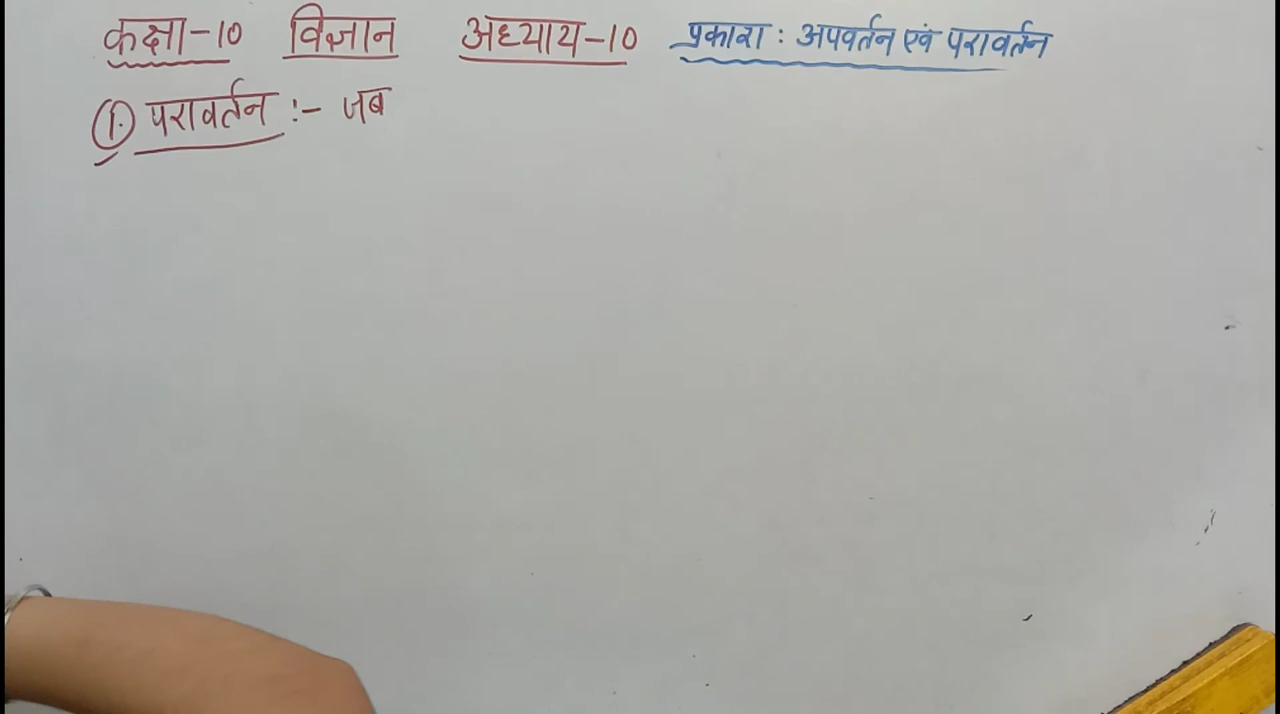 कक्षा-10 विज्ञान अध्याय-10 प्रकाश : अपवर्तन एवं परावर्तन
1. परावर्तन :- जब